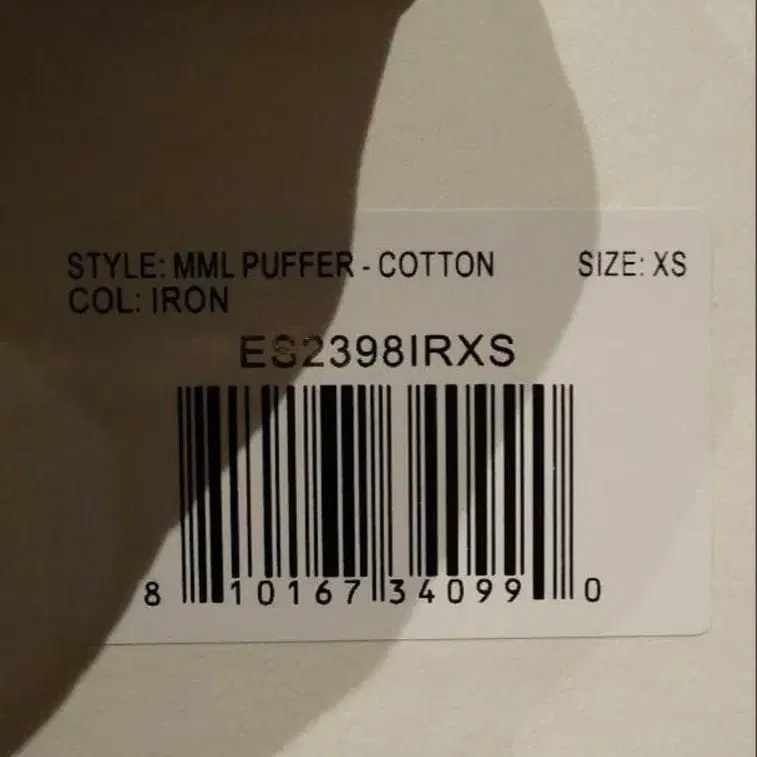 STYLE: MML PUFFER - COTTON SIZE: XS
COL: IRON
ES2398IRXS
8 10167 34099 0